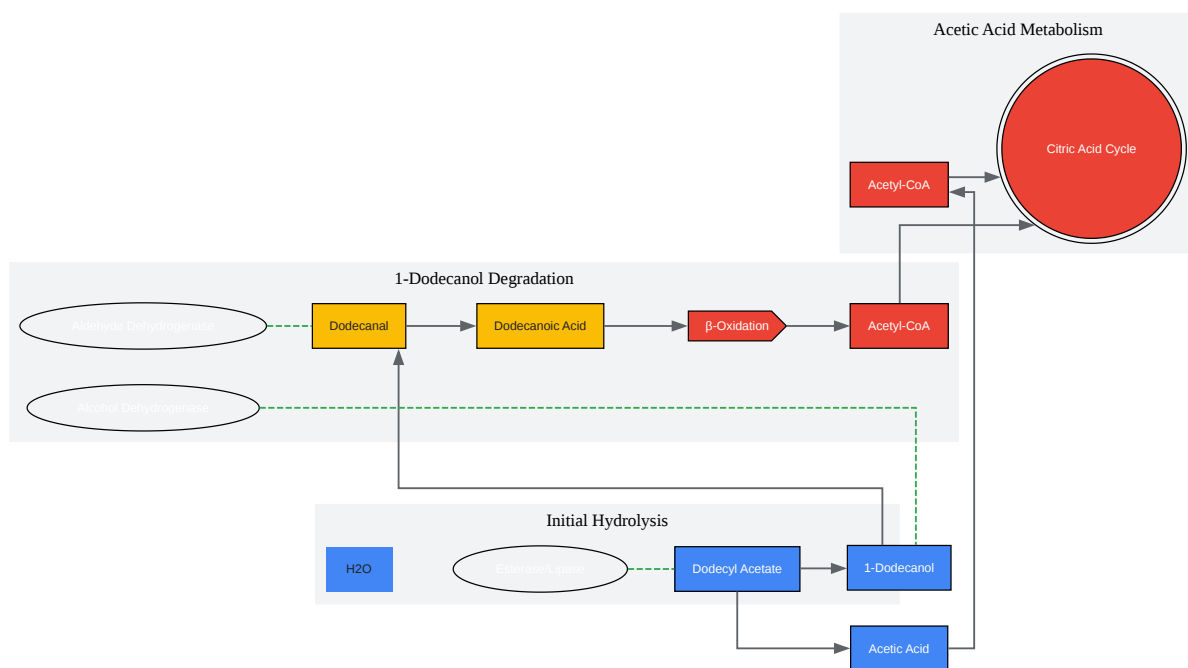 Acetic Acid Metabolism
Citric Acid Cycle
Acetyl-CoA
1-Dodecanol Degradation
Aldehyde Dehydrogenase
Dodecanal
Dodecanoic Acid
β-Oxidation
Acetyl-CoA
Alcohol Dehydrogenase
Initial Hydrolysis
H2O
Esterase/Lipase
Dodecyl Acetate
1-Dodecanol
Acetic Acid